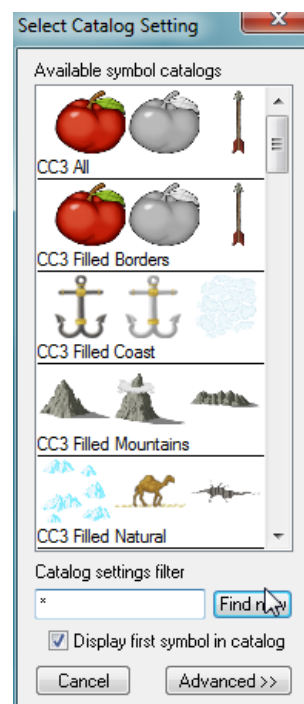 Select Catalog Setting
Available symbol catalogs
CC3 All
CC3 Filled Borders
CC3 Filled Coast
CC3 Filled Mountains
CC3 Filled Natural
Catalog settings filter
*
Find now
Display first symbol in catalog
Cancel
Advanced >>